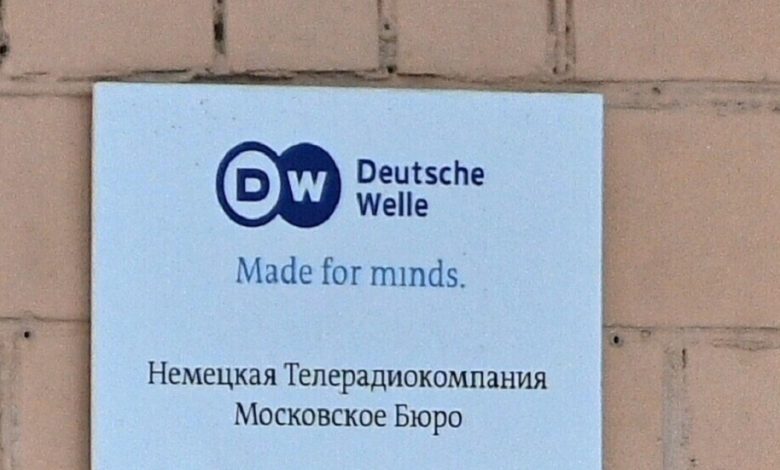 DW Deutsche
Welle
Made for minds.
Немецкая Телерадиокомпания
Московское Бюро